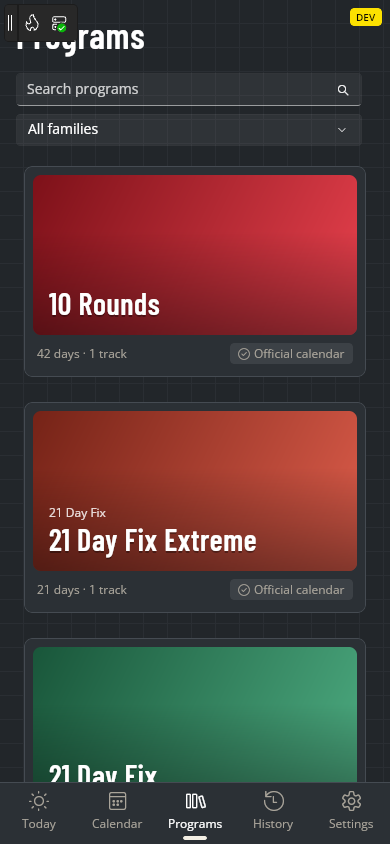 DEV
Programs
Search programs
All families
10 Rounds
42 days · 1 track
Official calendar
21 Day Fix
21 Day Fix Extreme
21 days · 1 track
Official calendar
21 Day Fix
Today
Calendar
Programs
History
Settings